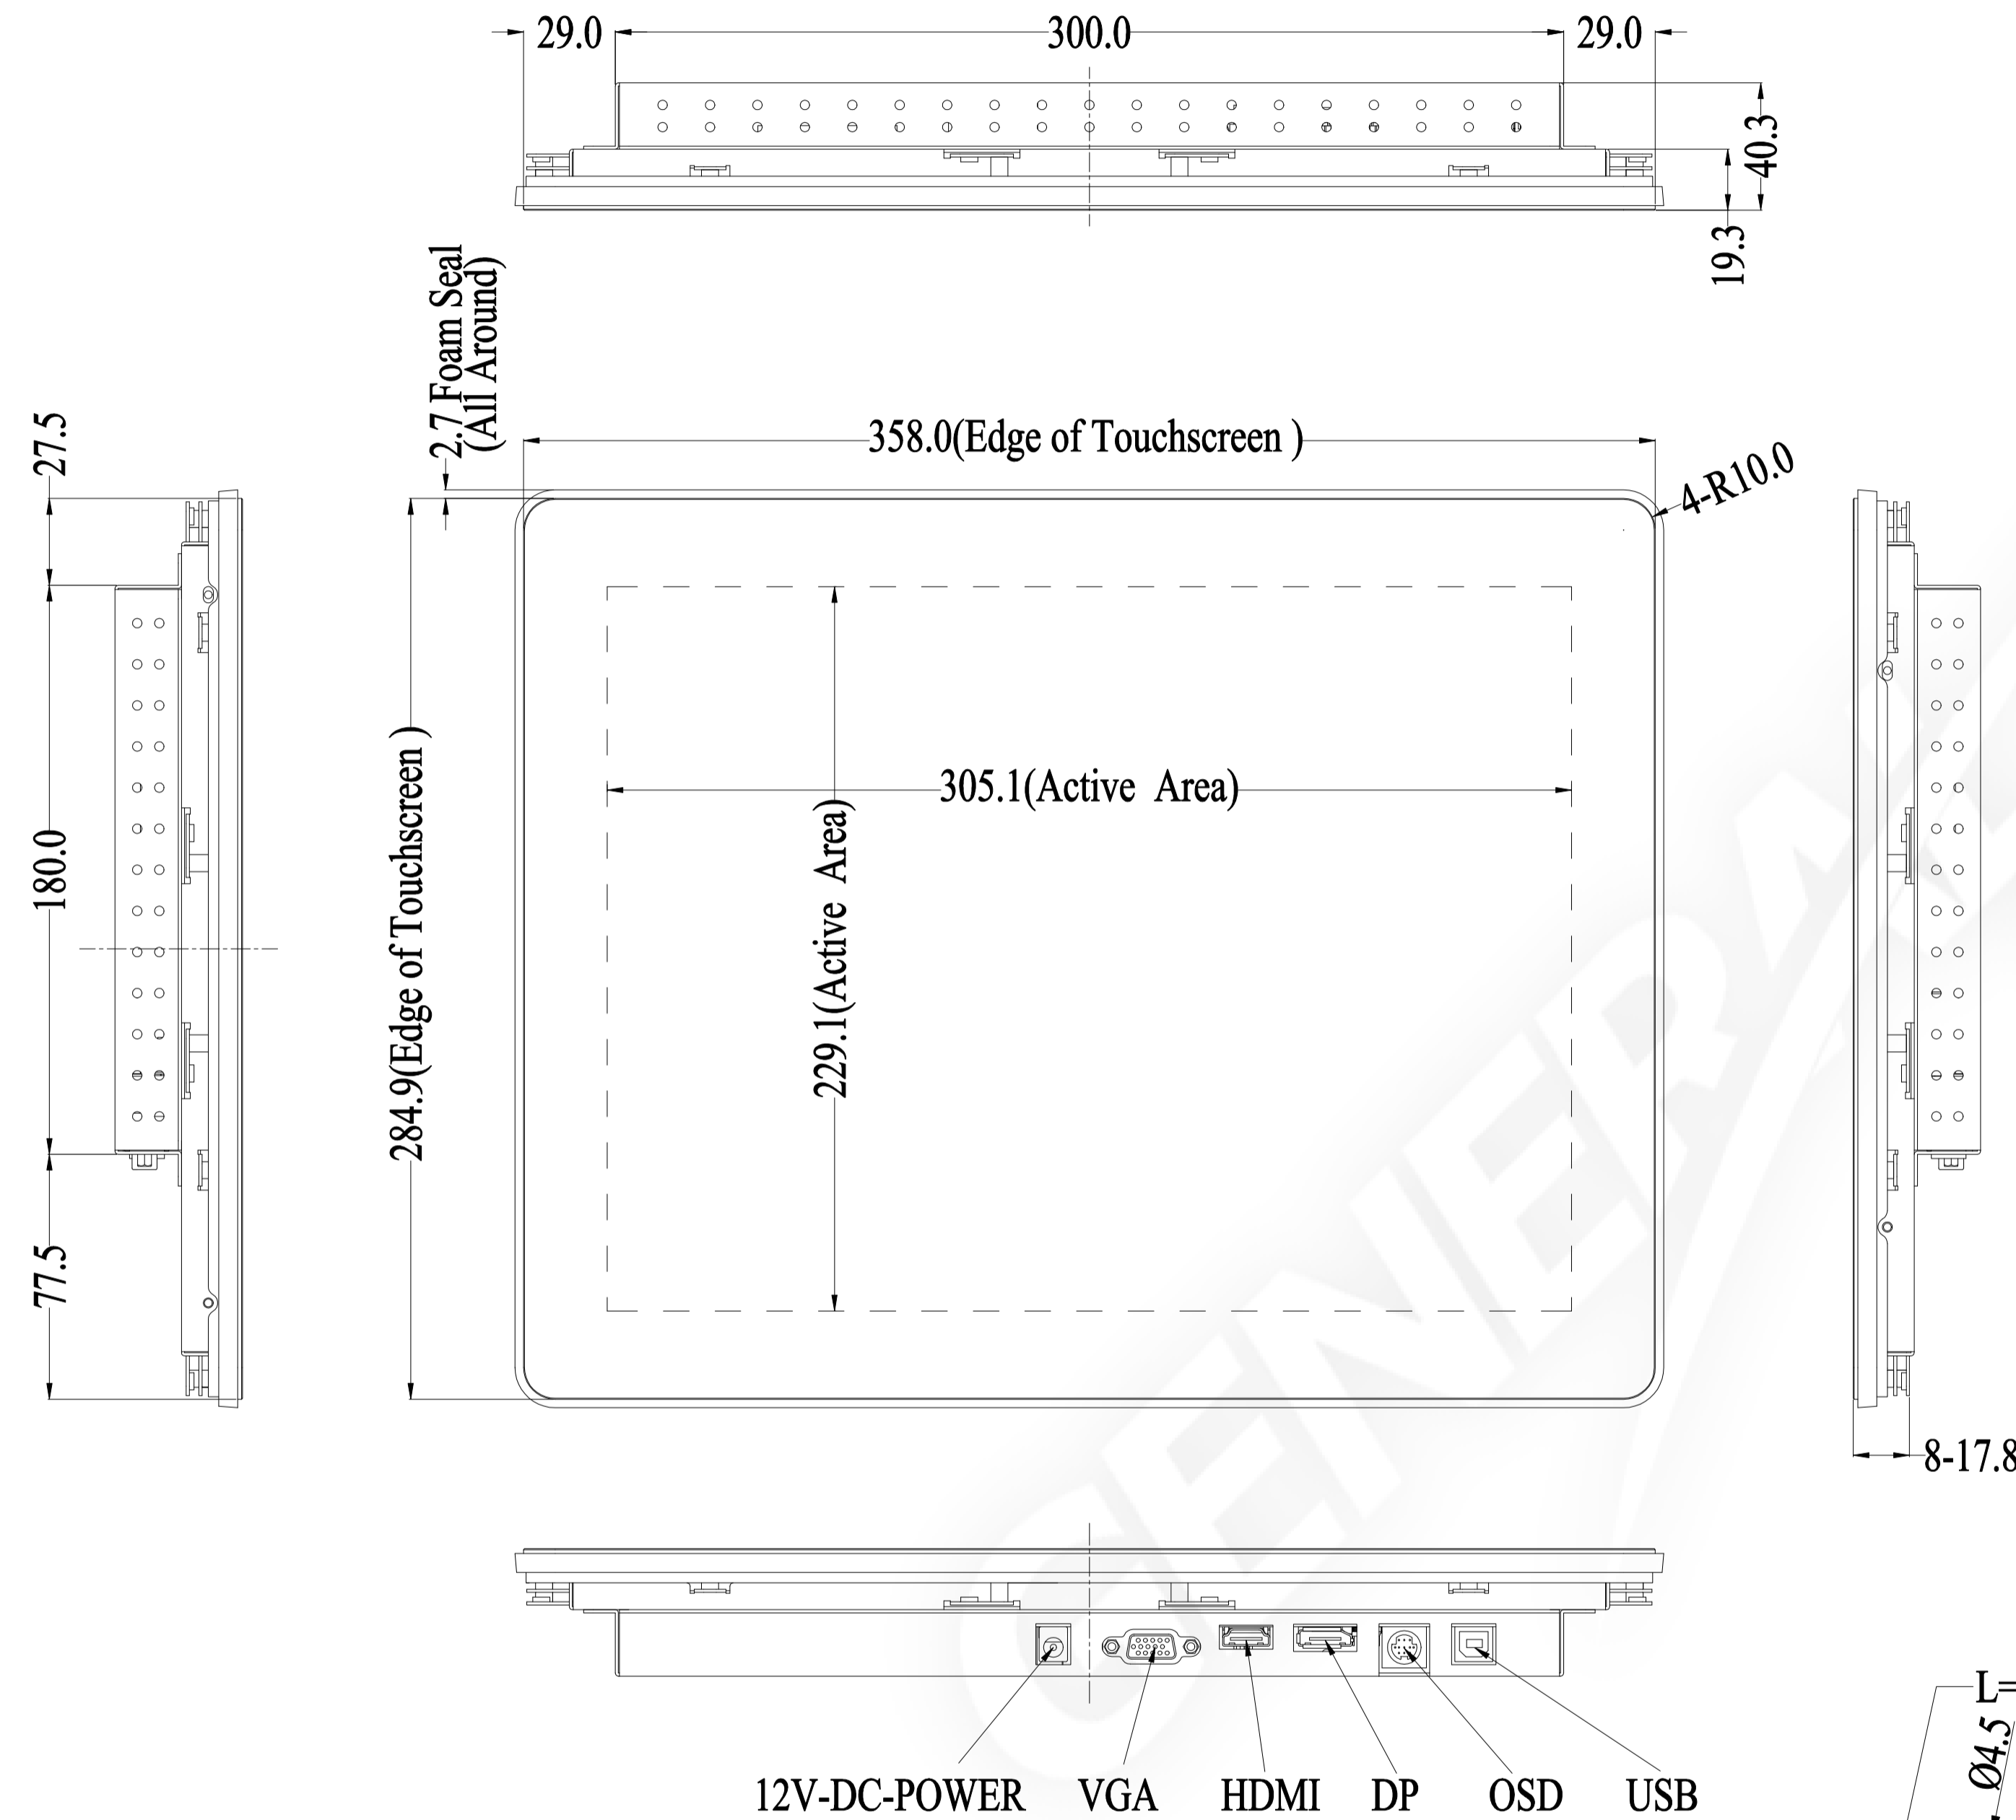 29.0
300.0
29.0
40.3
19.3
2.7 Foam Seal
(All Around)
27.5
358.0(Edge of Touchscreen )
4-R10.0
305.1(Active Area)
229.1(Active Area)
284.9(Edge of Touchscreen )
180.0
77.5
8-17.8
12V-DC-POWER
VGA
HDMI
DP
OSD
USB
L=
Ø4.5